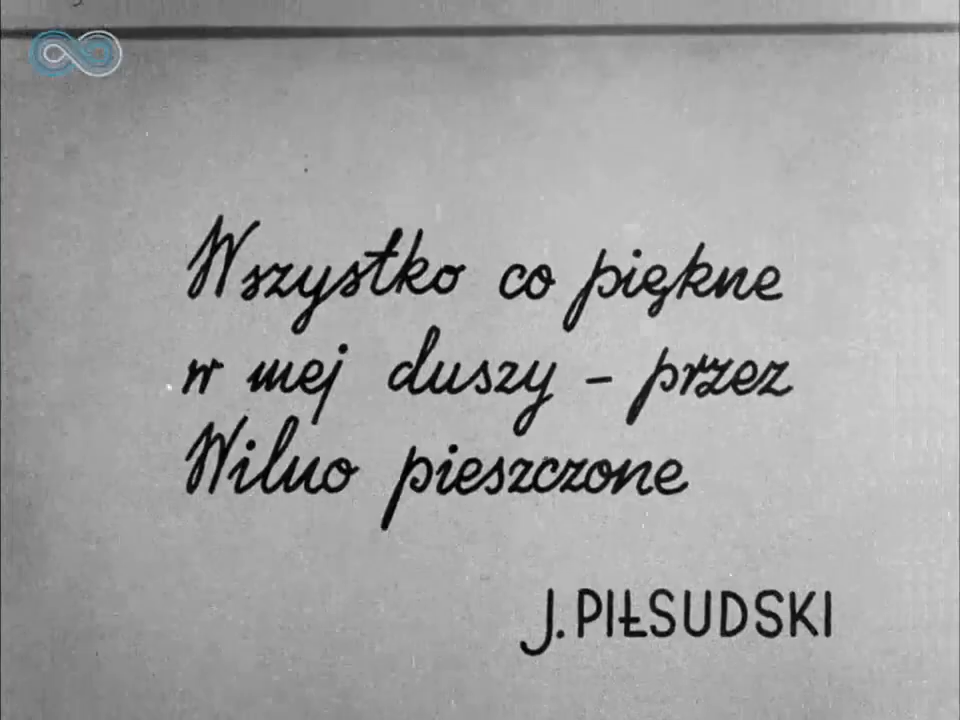 Wszystko co piękne
w mej duszy - przez
Wilno pieszczone
J. PIŁSUDSKI